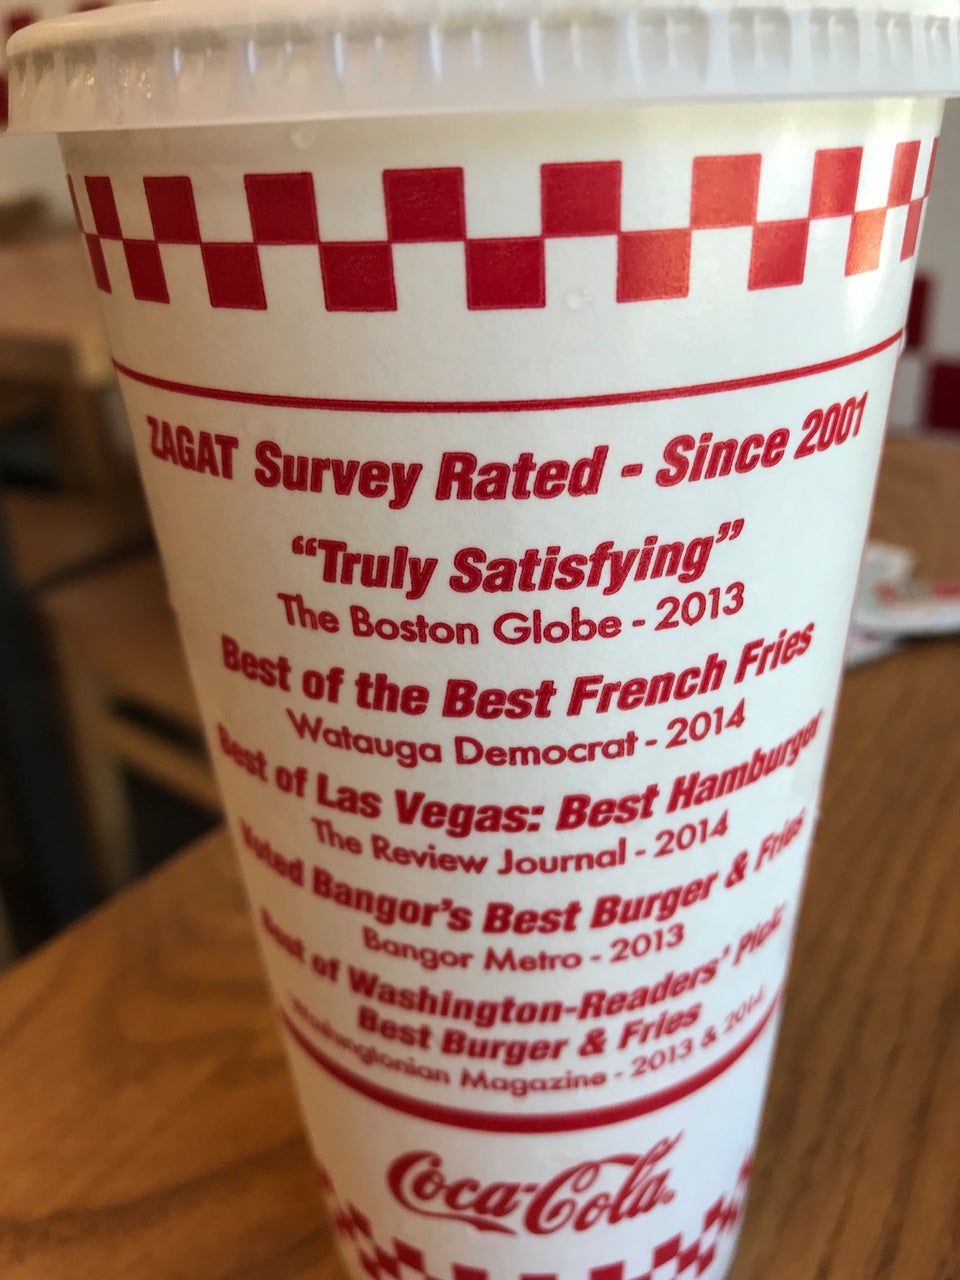 ZAGAT Survey Rated - Since 2001
“Truly Satisfying”
The Boston Globe - 2013
Best of the Best French Fries
Watauga Democrat - 2014
Best of Las Vegas: Best Hamburger
The Review Journal - 2014
Voted Bangor's Best Burger & Fries
Bangor Metro - 2013
Best of Washington-Readers' Pick:
Best Burger & Fries
Washingtonian Magazine - 2013 & 2014
Coca-Cola